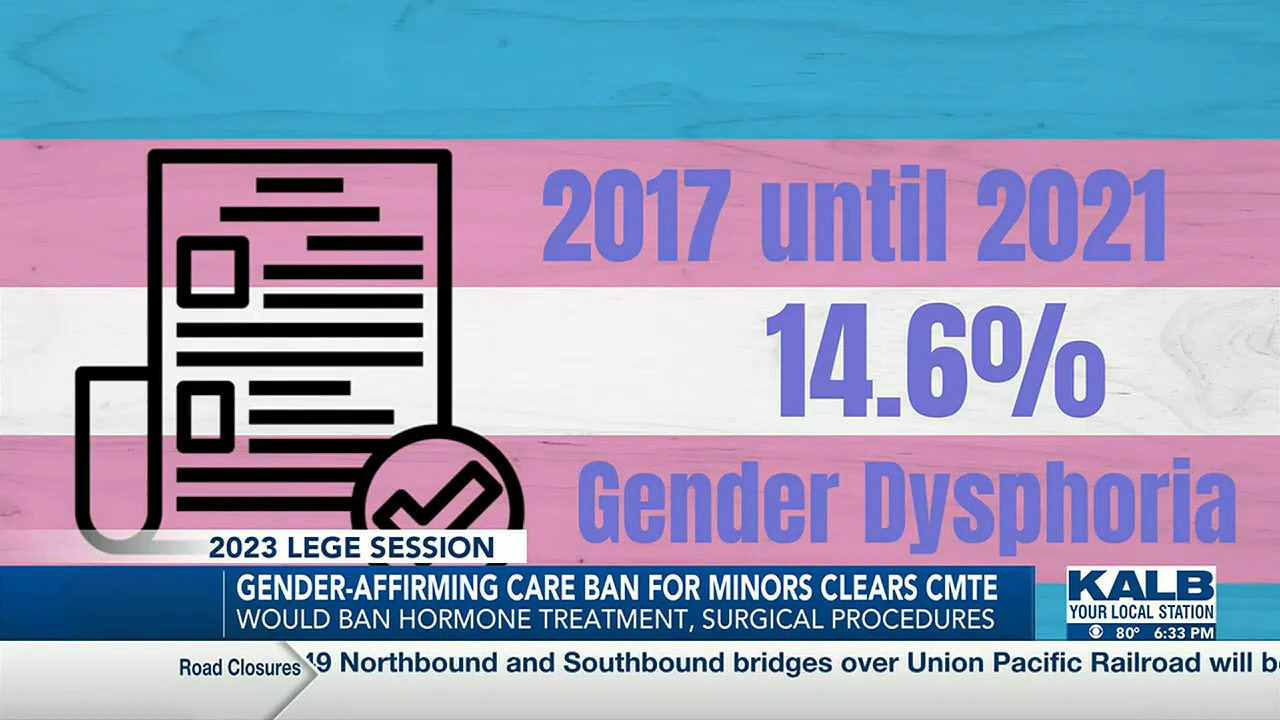 2017 until 2021
14.6%
Gender Dysphoria
2023 LEGE SESSION
GENDER-AFFIRMING CARE BAN FOR MINORS CLEARS CMTE
WOULD BAN HORMONE TREATMENT, SURGICAL PROCEDURES
KALB
YOUR LOCAL STATION
80° 6:33 PM
Road Closures 49 Northbound and Southbound bridges over Union Pacific Railroad will